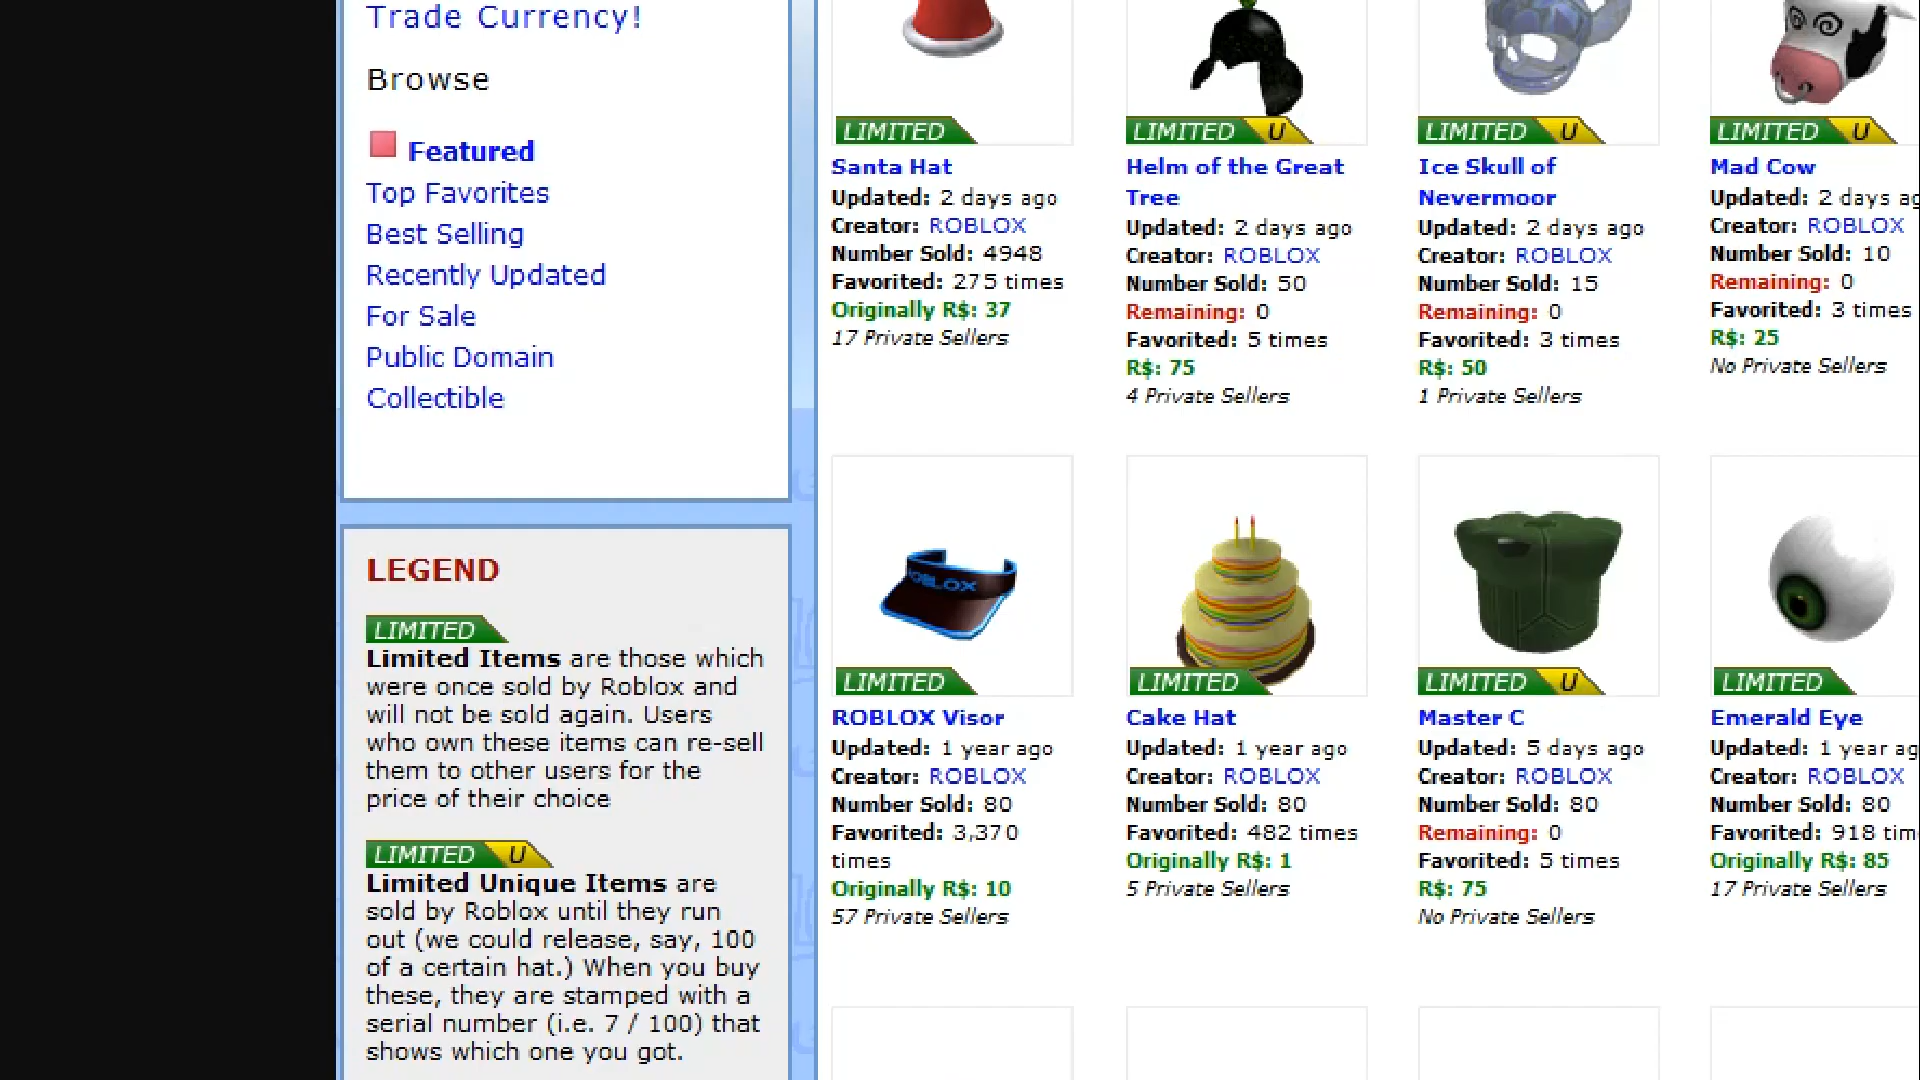 Trade Currency!
Browse
Featured
Top Favorites
Best Selling
Recently Updated
For Sale
Public Domain
Collectible
LEGEND
LIMITED
Limited Items are those which
were once sold by Roblox and
will not be sold again. Users
who own these items can re-sell
them to other users for the
price of their choice
LIMITED U
Limited Unique Items are
sold by Roblox until they run
out (we could release, say, 100
of a certain hat.) When you buy
these, they are stamped with a
serial number (i.e. 7 / 100) that
shows which one you got.
LIMITED
Santa Hat
Updated: 2 days ago
Creator: ROBLOX
Number Sold: 4948
Favorited: 275 times
Originally R$: 37
17 Private Sellers
LIMITED U
Helm of the Great
Tree
Updated: 2 days ago
Creator: ROBLOX
Number Sold: 50
Remaining: 0
Favorited: 5 times
R$: 75
4 Private Sellers
LIMITED U
Ice Skull of
Nevermoor
Updated: 2 days ago
Creator: ROBLOX
Number Sold: 15
Remaining: 0
Favorited: 3 times
R$: 50
1 Private Sellers
LIMITED U
Mad Cow
Updated: 2 days ag
Creator: ROBLOX
Number Sold: 10
Remaining: 0
Favorited: 3 times
R$: 25
No Private Sellers
ROBLOX
LIMITED
ROBLOX Visor
Updated: 1 year ago
Creator: ROBLOX
Number Sold: 80
Favorited: 3,370
times
Originally R$: 10
57 Private Sellers
LIMITED
Cake Hat
Updated: 1 year ago
Creator: ROBLOX
Number Sold: 80
Favorited: 482 times
Originally R$: 1
5 Private Sellers
LIMITED U
Master C
Updated: 5 days ago
Creator: ROBLOX
Number Sold: 80
Remaining: 0
Favorited: 5 times
R$: 75
No Private Sellers
LIMITED
Emerald Eye
Updated: 1 year ag
Creator: ROBLOX
Number Sold: 80
Favorited: 918 tim
Originally R$: 85
17 Private Sellers